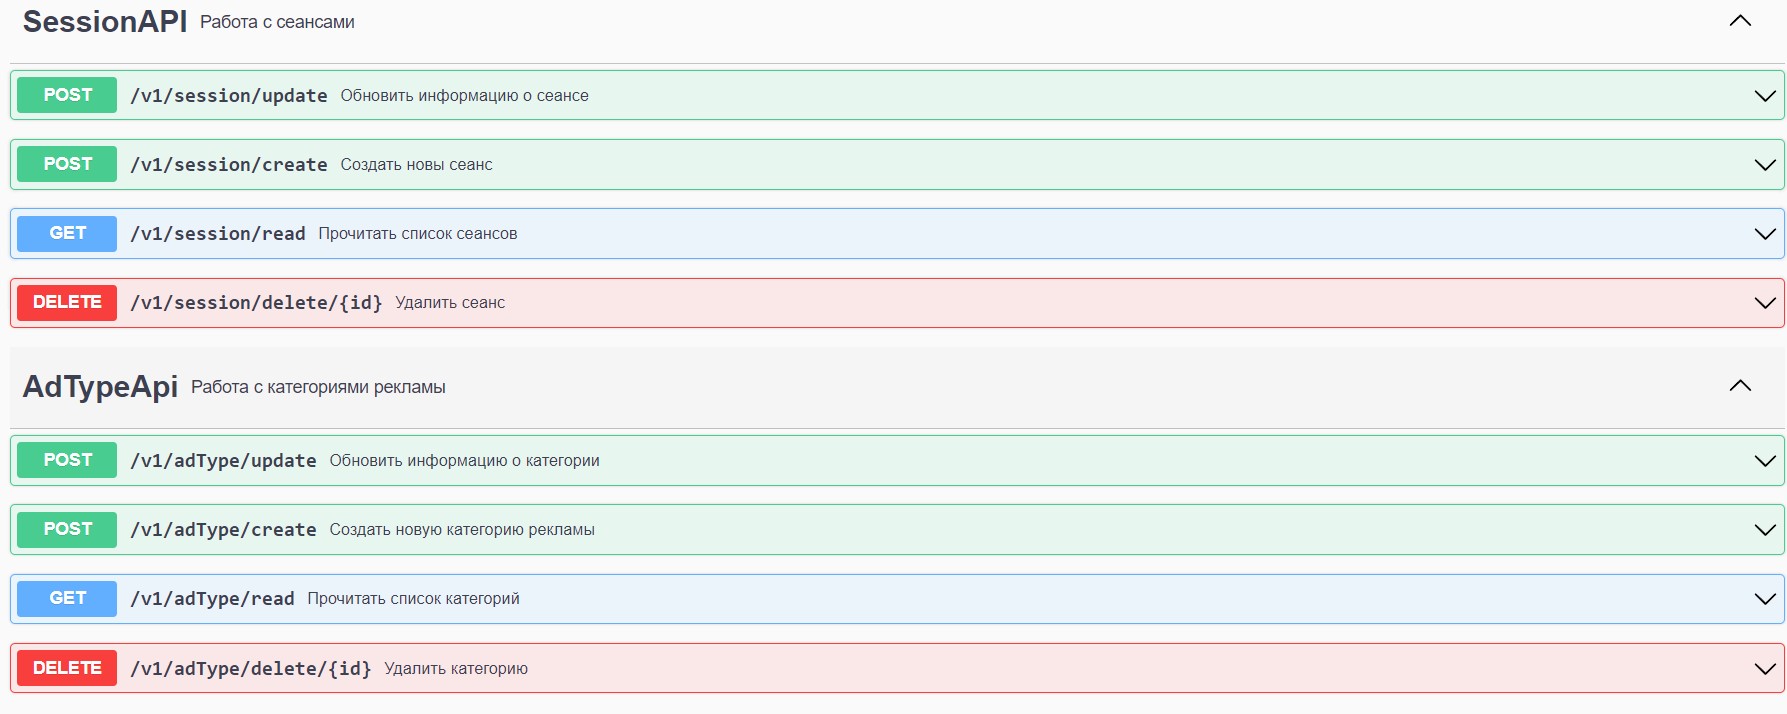 SessionAPI Работа с сеансами
POST /v1/session/update Обновить информацию о сеансе
POST /v1/session/create Создать новы сеанс
GET /v1/session/read Прочитать список сеансов
DELETE /v1/session/delete/{id} Удалить сеанс
AdTypeApi Работа с категориями рекламы
POST /v1/adType/update Обновить информацию о категории
POST /v1/adType/create Создать новую категорию рекламы
GET /v1/adType/read Прочитать список категорий
DELETE /v1/adType/delete/{id} Удалить категорию